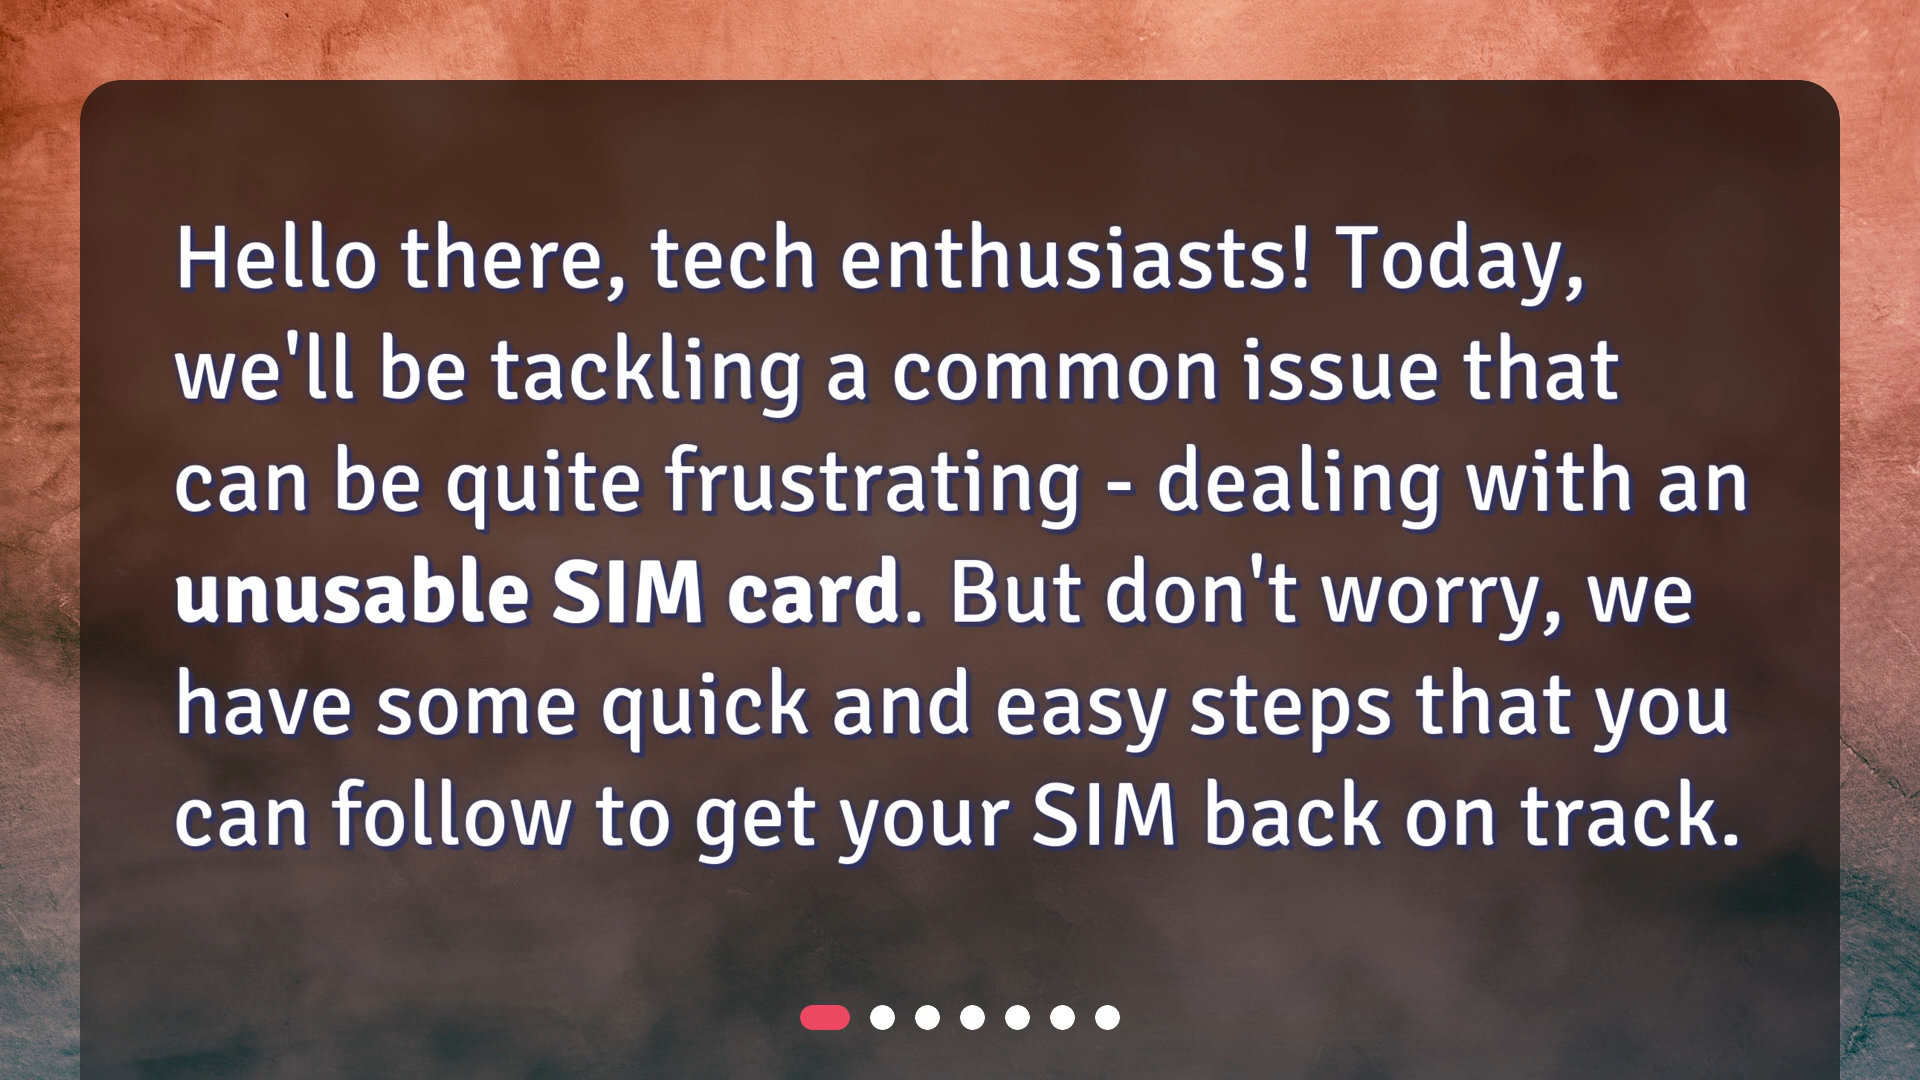 Hello there, tech enthusiasts! Today,
we'll be tackling a common issue that
can be quite frustrating - dealing with an
unusable SIM card. But don't worry, we
have some quick and easy steps that you
can follow to get your SIM back on track.